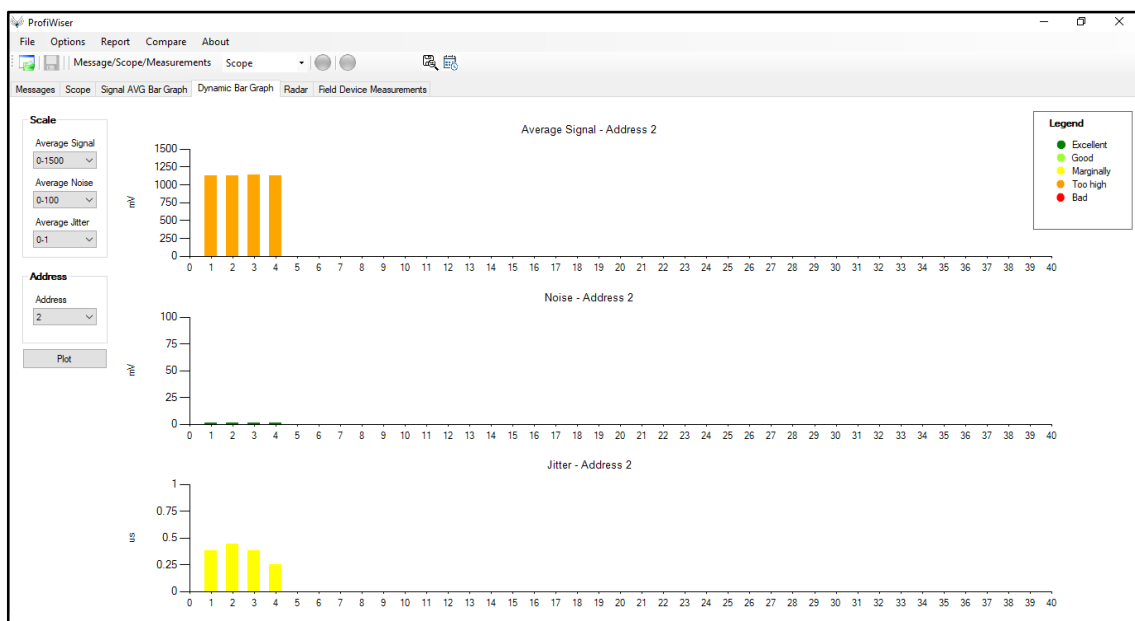 ProfiWiser
File Options Report Compare About
Message/Scope/Measurements Scope
Messages Scope Signal AVG Bar Graph Dynamic Bar Graph Radar Field Device Measurements
Scale
Average Signal
0-1500
Average Noise
0-100
Average Jitter
0-1
Address
Address
2
Plot
Average Signal - Address 2
1500
1250
1000
750
500
250
0
mV
0 1 2 3 4 5 6 7 8 9 10 11 12 13 14 15 16 17 18 19 20 21 22 23 24 25 26 27 28 29 30 31 32 33 34 35 36 37 38 39 40
Noise - Address 2
100
75
50
25
0
mV
0 1 2 3 4 5 6 7 8 9 10 11 12 13 14 15 16 17 18 19 20 21 22 23 24 25 26 27 28 29 30 31 32 33 34 35 36 37 38 39 40
Jitter - Address 2
1
0.75
0.5
0.25
0
us
0 1 2 3 4 5 6 7 8 9 10 11 12 13 14 15 16 17 18 19 20 21 22 23 24 25 26 27 28 29 30 31 32 33 34 35 36 37 38 39 40
Legend
Excellent
Good
Marginally
Too high
Bad